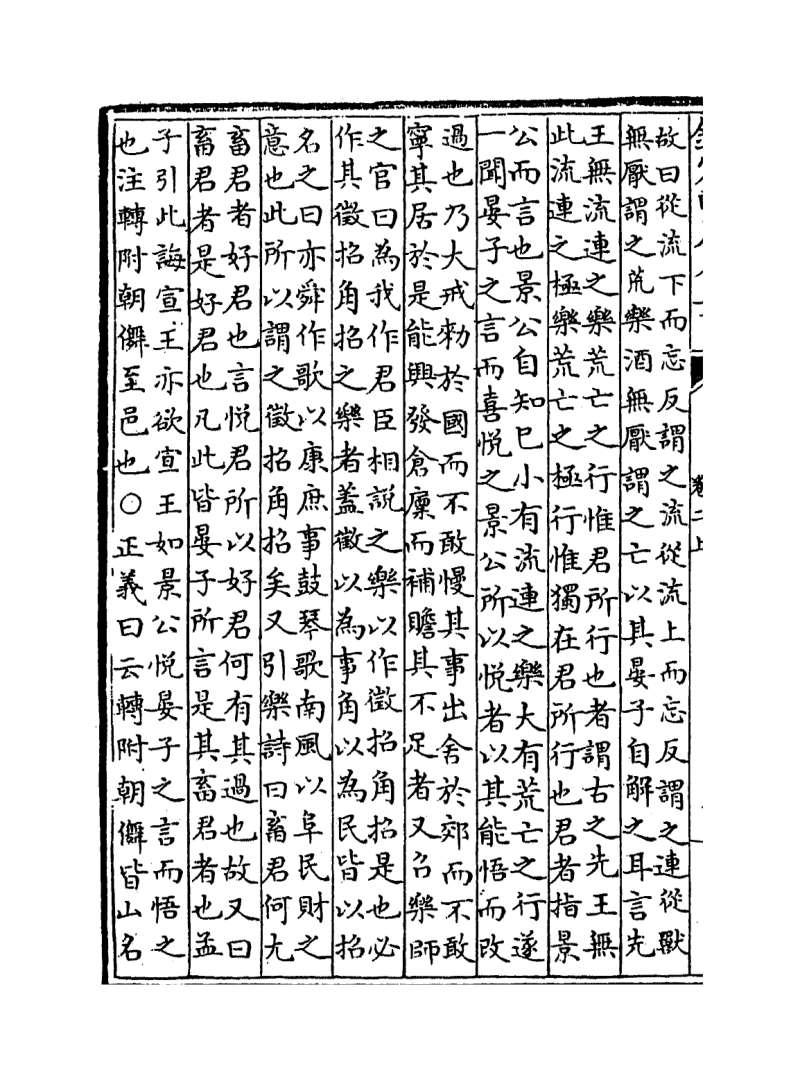 卷二上
故曰從流下而忘反謂之流從流上而忘反謂之連從獸
無厭謂之荒樂酒無厭謂之亡以其晏子自解之耳言先
王無流連之樂荒亡之行惟君所行也者謂古之先王無
此流連之極樂荒亡之極行惟獨在君所行也君者指景
公而言也景公自知已小有流連之樂大有荒亡之行遂
一聞晏子之言而喜悅之景公所以悅者以其能悟而改
過也乃大戒勑於國而不敢慢其事出舍於郊而不敢
寧其居於是能興發倉廩而補贍其不足者又召樂師
之官曰為我作君臣相說之樂以作徵招角招是也必
作其徵招角招之樂者蓋徵以為事角以為民皆以招
名之曰亦舜作歌以康庶事鼓琴歌南風以阜民財之
意也此所以謂之徵招角招矣又引樂詩曰畜君何尤
畜君者好君也言悅君所以好君何有其過也故又曰
畜君者是好君也凡此皆晏子所言是其畜君者也孟
子引此誨宣王亦欲宣王如景公悅晏子之言而悟之
也注轉附朝儛至邑也○正義曰云轉附朝儛皆山名